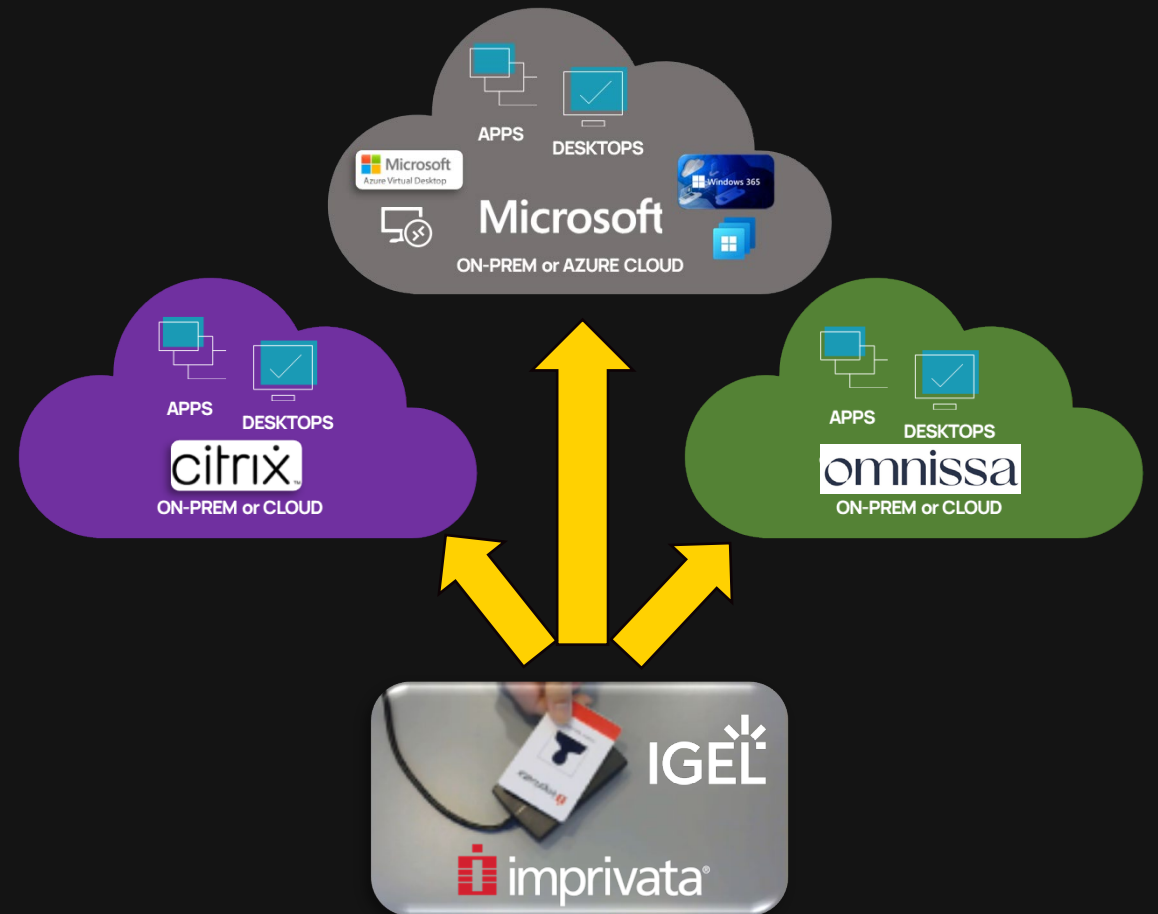 APPS
DESKTOPS
Microsoft
Azure Virtual Desktop
Windows 365
Microsoft
ON-PREM or AZURE CLOUD
APPS
DESKTOPS
citrix™
ON-PREM or CLOUD
APPS
DESKTOPS
omnissa
ON-PREM or CLOUD
IGEL
imprivata®